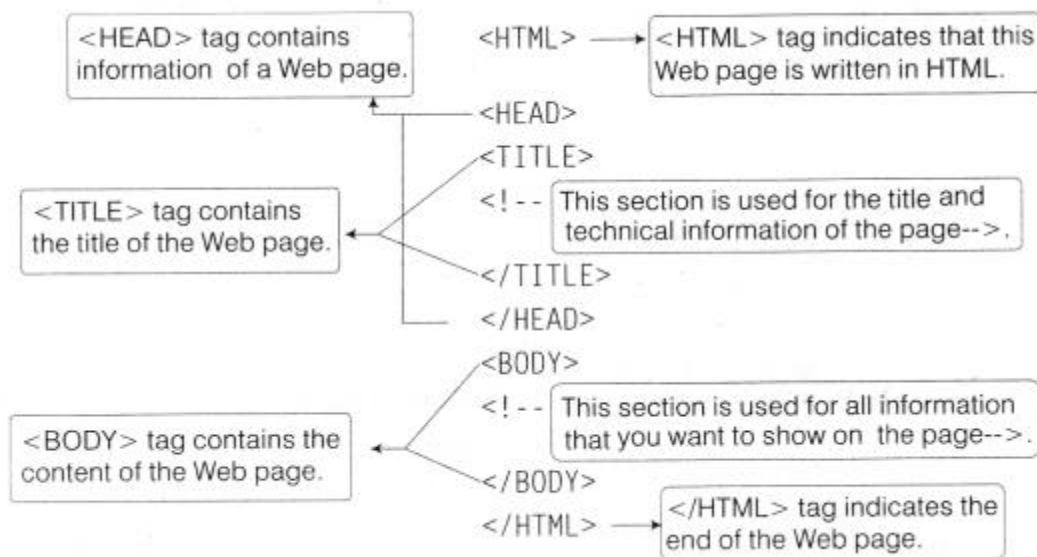 <HEAD> tag contains
information of a Web page.
<HTML>
<HTML> tag indicates that this
Web page is written in HTML.
<HEAD>
<TITLE>
<TITLE> tag contains
the title of the Web page.
<!--
This section is used for the title and
technical information of the page-->.
</TITLE>
</HEAD>
<BODY>
<!--
This section is used for all information
that you want to show on the page-->.
<BODY> tag contains the
content of the Web page.
</BODY>
</HTML>
</HTML> tag indicates the
end of the Web page.